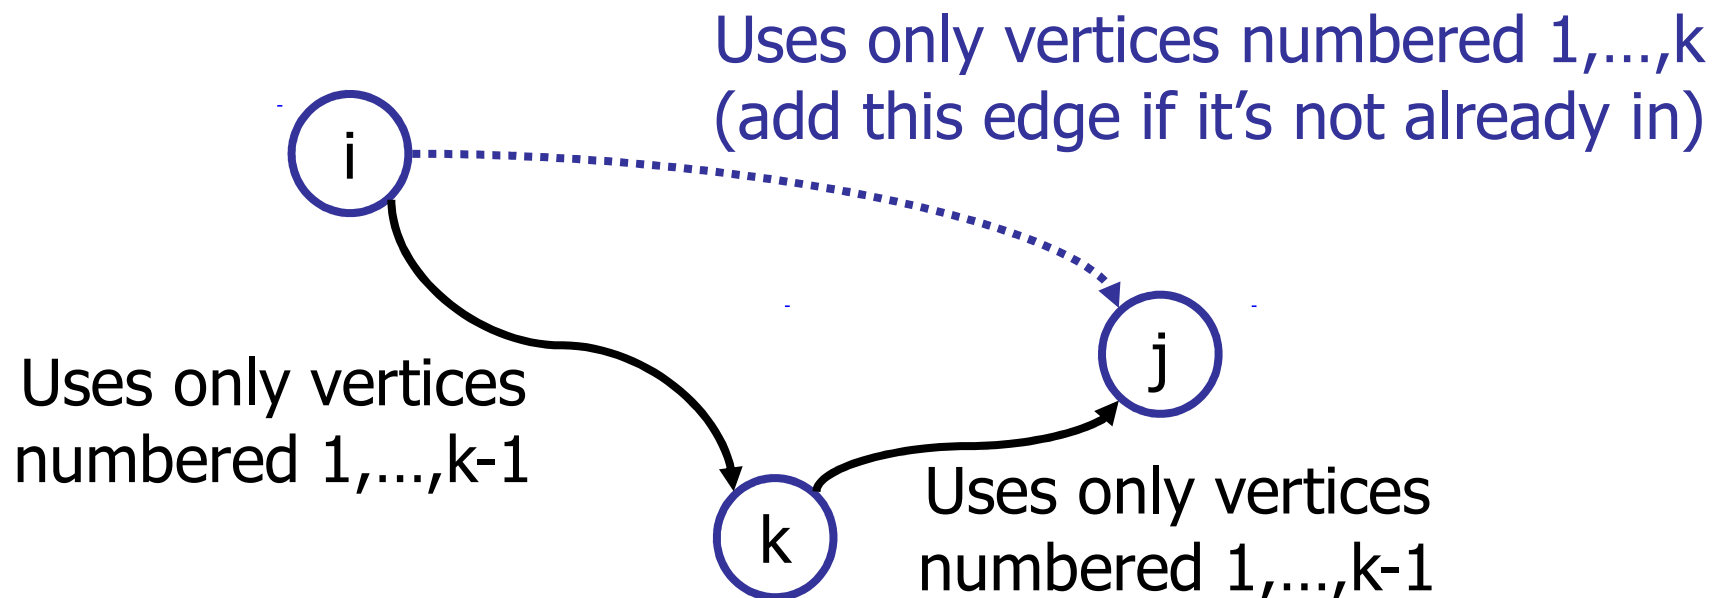 Uses only vertices numbered 1,...,k
(add this edge if it’s not already in)
i
j
Uses only vertices
numbered 1,...,k-1
k
Uses only vertices
numbered 1,...,k-1